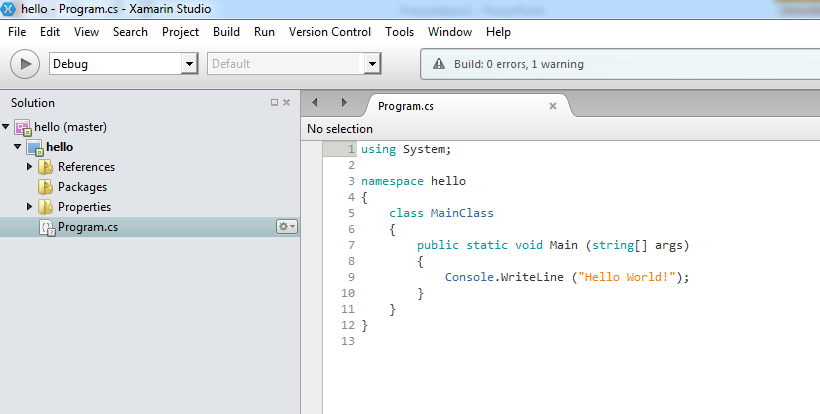 hello - Program.cs - Xamarin Studio
File Edit View Search Project Build Run Version Control Tools Window Help
Debug Default Build: 0 errors, 1 warning
Solution
hello (master)
hello
References
Packages
Properties
Program.cs
Program.cs
No selection
1 using System;
2
3 namespace hello
4 {
5 class MainClass
6 {
7 public static void Main (string[] args)
8 {
9 Console.WriteLine ("Hello World!");
10 }
11 }
12 }
13